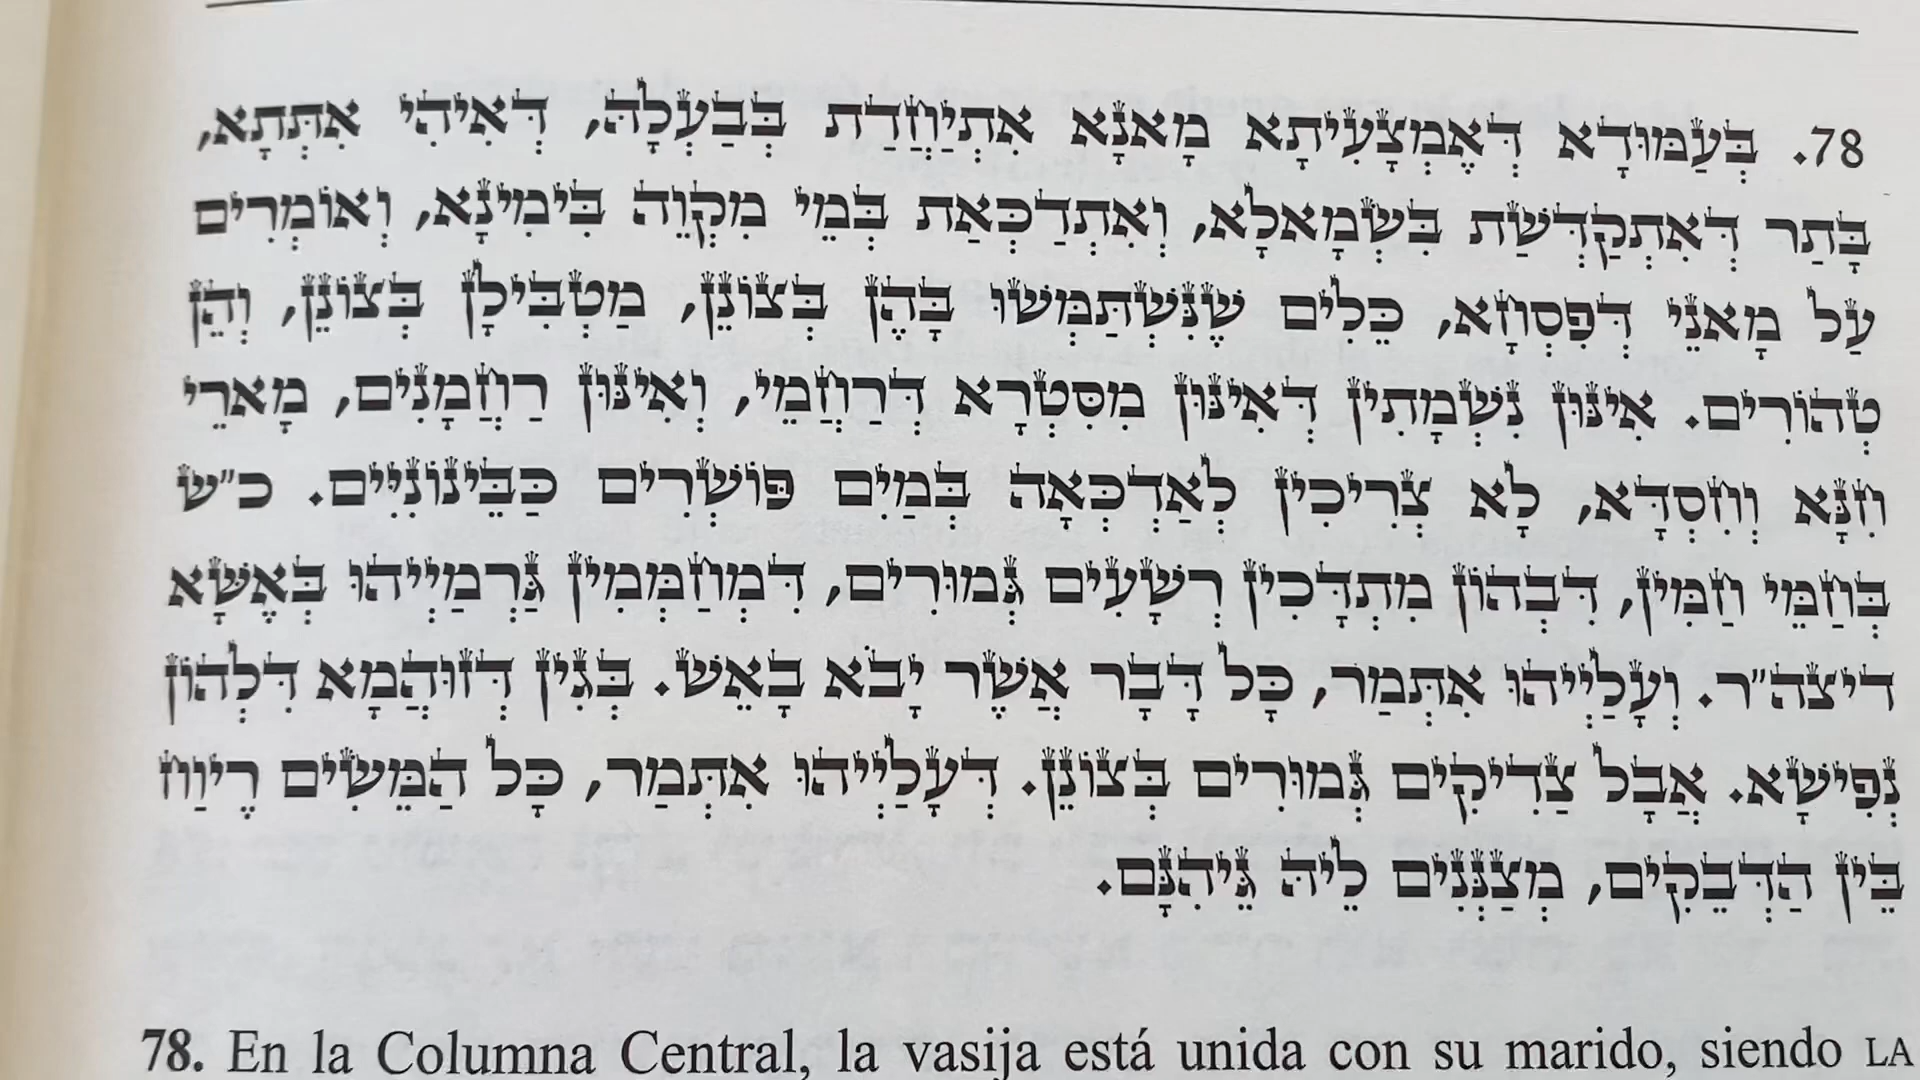 78. בְּעַמּוּדָא דְּאֶמְצָעִיתָא מָאנָא אִתְיַחֲדַת בְּבַעְלָהּ, דְּאִיהִי אִתְּתָא,
בָּתַר דְּאִתְקַדְּשַׁת בִּשְׂמָאלָא, וְאִתְדַּכְּאַת בְּמֵי מִקְוֵה בִּימִינָא, וְאוֹמְרִים
עַל מָאנֵי דְּפִסְחָא, כֵּלִים שֶׁנִּשְׁתַּמְּשׁוּ בָּהֶן בְּצוֹנֵן, מַטְבִּילָן בְּצוֹנֵן, וְהֵן
טְהוֹרִים. אִינּוּן נִשְׁמָתִין דְּאִינּוּן מִסִּטְרָא דְּרַחֲמֵי, וְאִינּוּן רַחֲמָנִים, מָארֵי
חִנָּא וְחִסְדָּא, לָא צְרִיכִין לְאַדְכְּאָה בְּמַיִם פּוֹשְׁרִים כַּבֵּינוֹנִיִּים. כ"שׁ
בְּחַמֵּי חַמִּין, דִּבְהוֹן מִתְדָּכִּין רְשָׁעִים גְּמוּרִים, דִּמְחַמְּמִין גַּרְמַיְיהוּ בְּאֶשָּׁא
דיצה"ר. וְעָלַיְיהוּ אִתְּמַר, כָּל דָּבָר אֲשֶׁר יָבֹא בָאֵשׁ. בְּגִין דְּזוּהֲמָא דִּלְהוֹן
נְפִישָׁא. אֲבָל צַדִּיקִים גְּמוּרִים בְּצוֹנֵן. דְּעָלַיְיהוּ אִתְּמַר, כָּל הַמֵּשִׂים רֶיוַח
בֵּין הַדְּבֵקִים, מְצַנְּנִים לֵיהּ גֵּיהִנָּם.
78. En la Columna Central, la vasija está unida con su marido, siendo LA